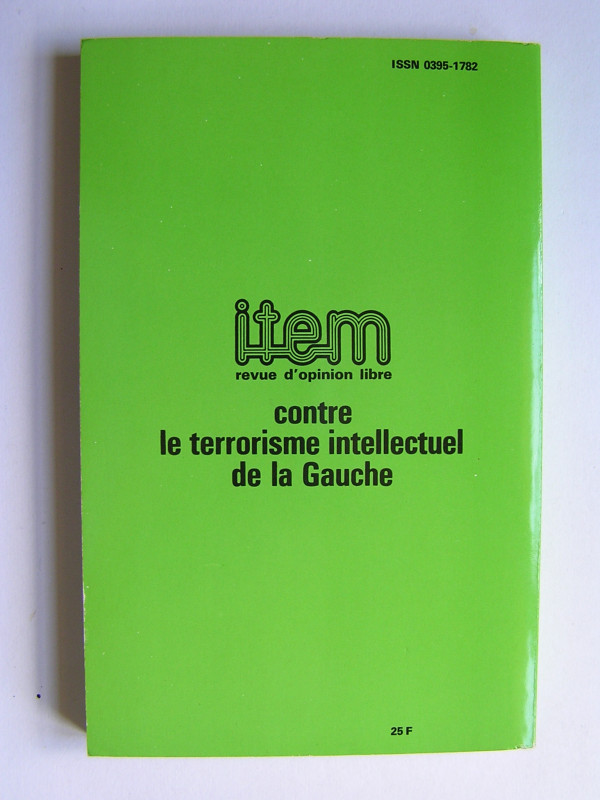 ISSN 0395-1782
item
revue d'opinion libre
contre
le terrorisme intellectuel
de la Gauche
25 F